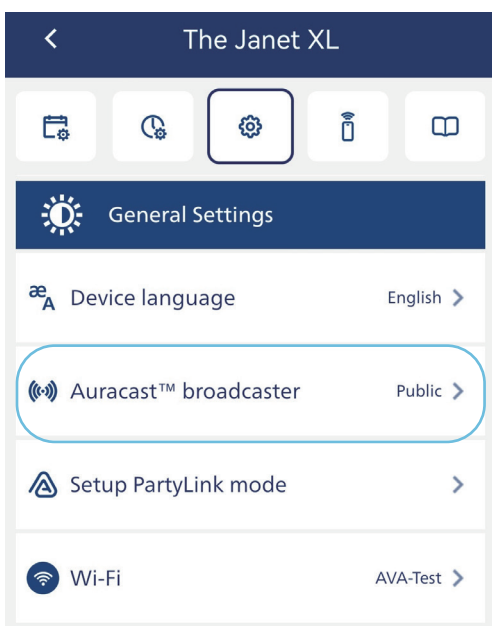 The Janet XL
General Settings
Device language English
Auracast™ broadcaster Public
Setup PartyLink mode
Wi-Fi AVA-Test